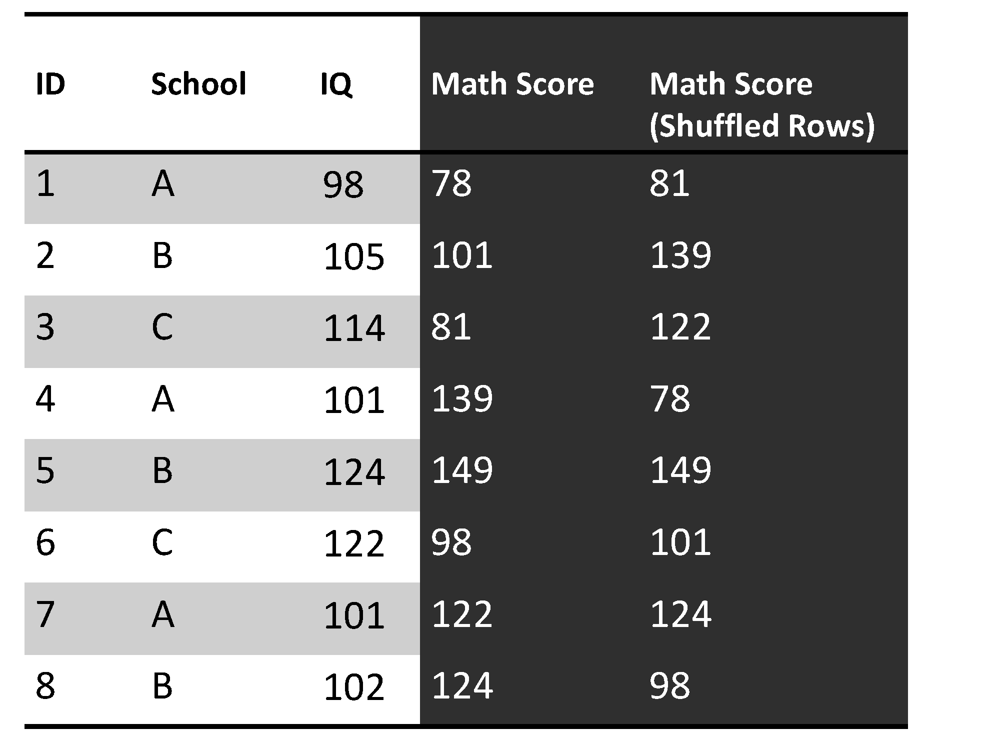 ID School IQ Math Score Math Score
(Shuffled Rows)
1 A 98 78 81
2 B 105 101 139
3 C 114 81 122
4 A 101 139 78
5 B 124 149 149
6 C 122 98 101
7 A 101 122 124
8 B 102 124 98